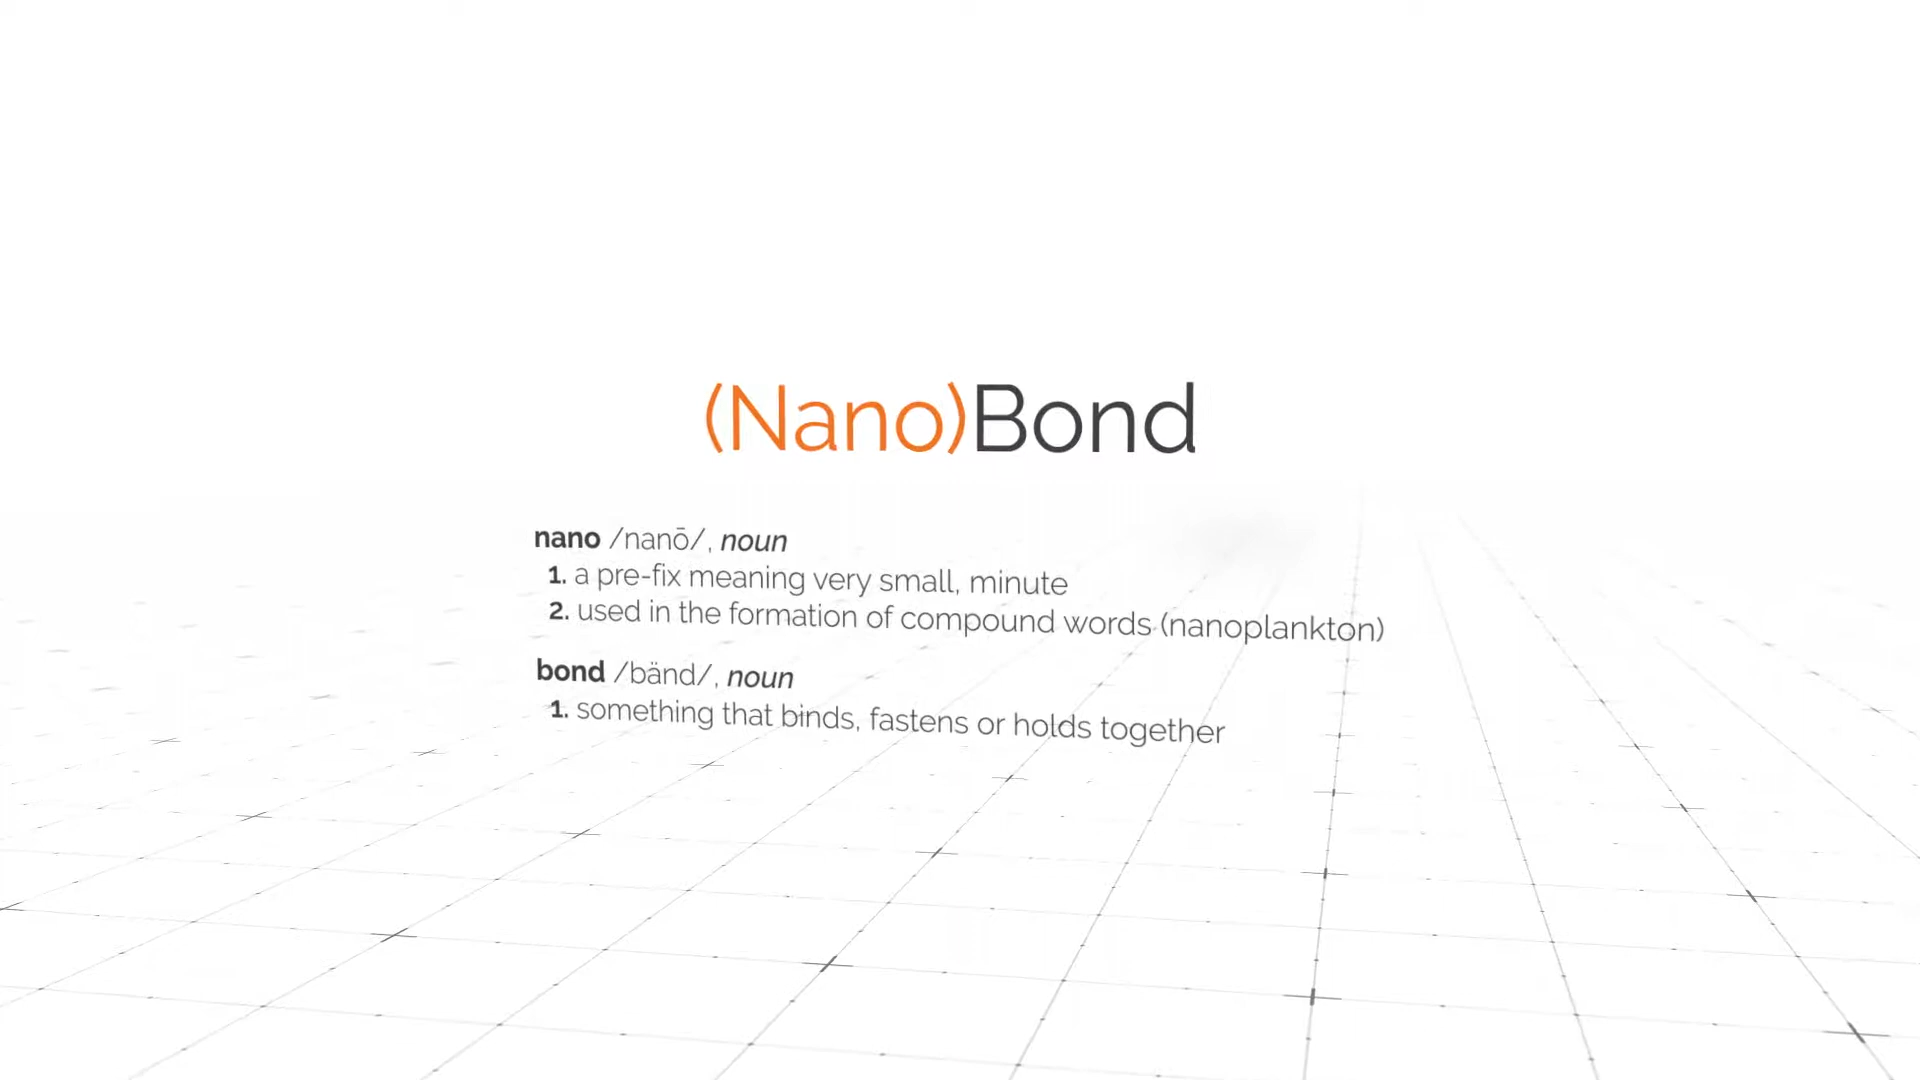 (Nano)Bond
nano /nanō/, noun
1. a pre-fix meaning very small, minute
2. used in the formation of compound words (nanoplankton)
bond /bänd/, noun
1. something that binds, fastens or holds together